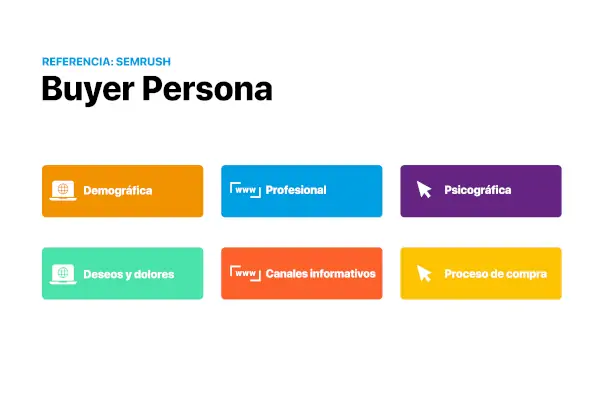 REFERENCIA: SEMRUSH
Buyer Persona
Demográfica
www Profesional
Psicográfica
Deseos y dolores
www Canales informativos
Proceso de compra